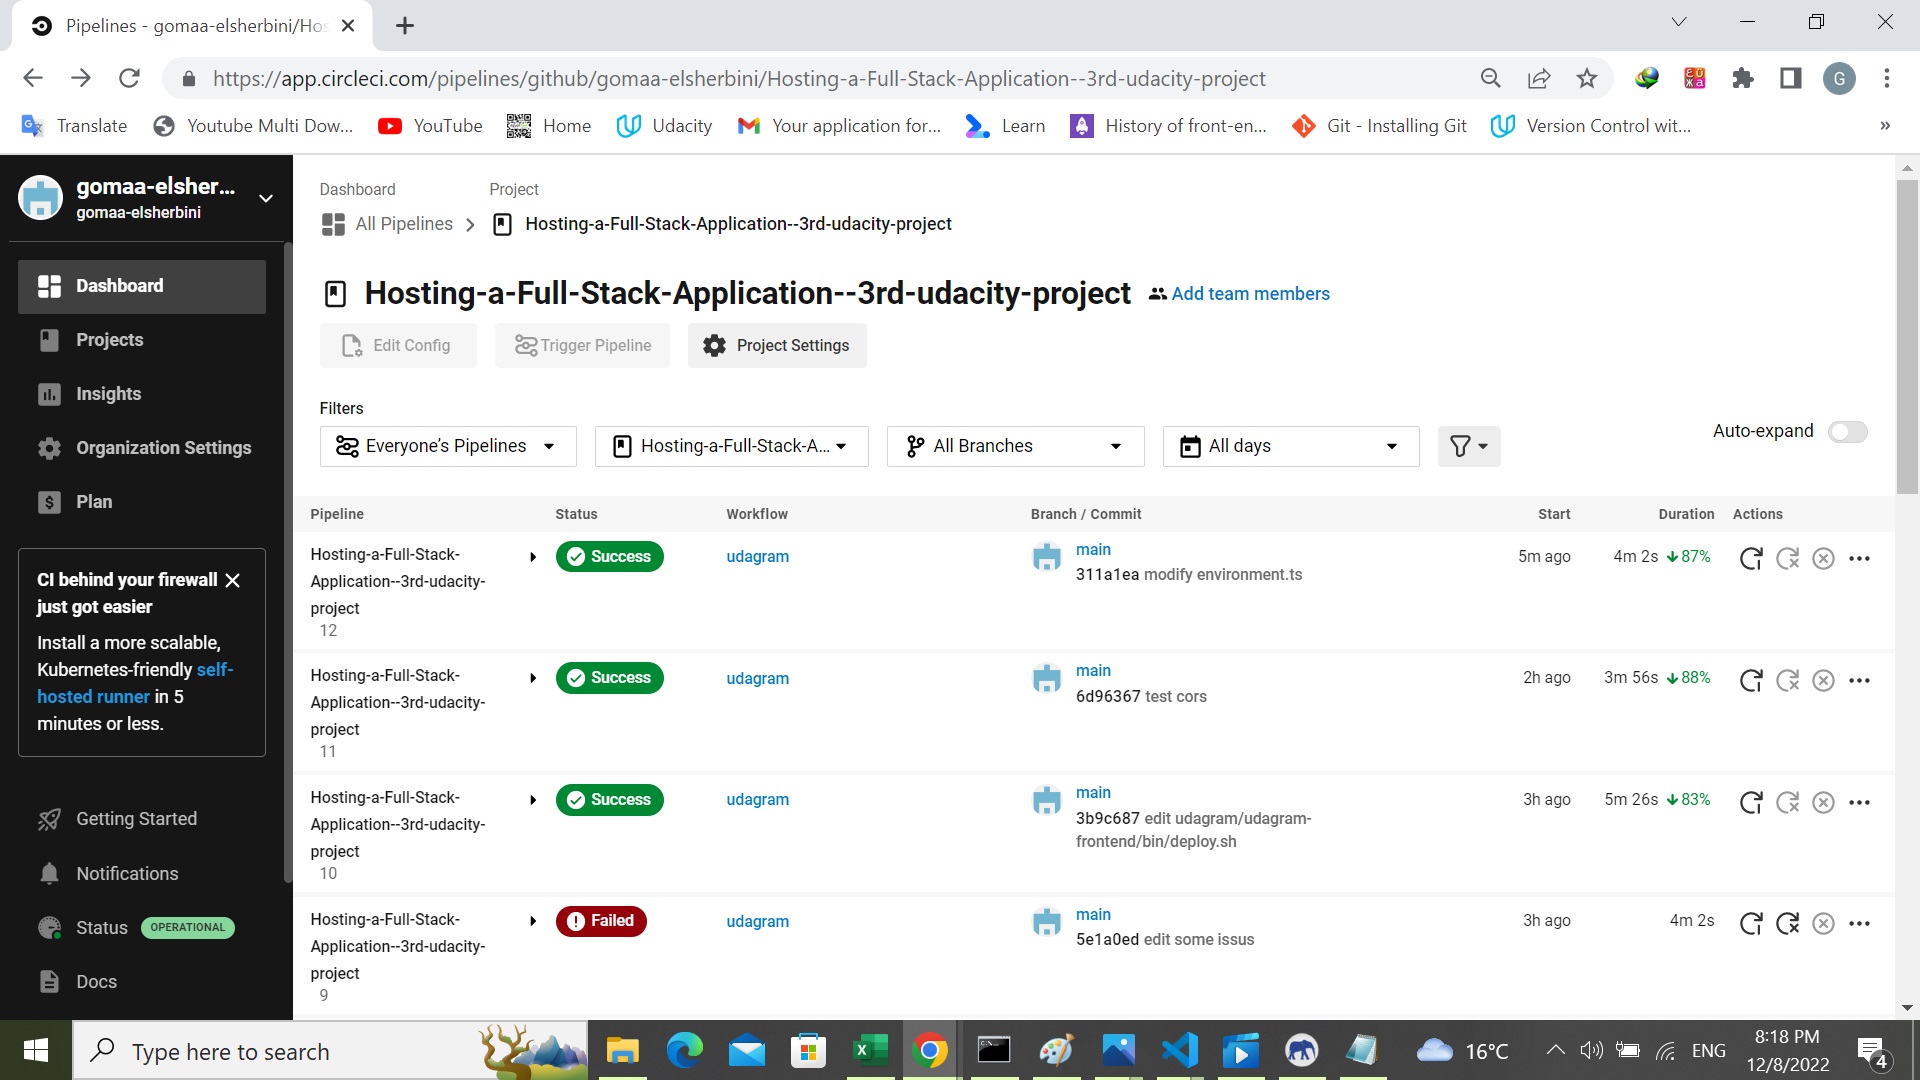 Pipelines - gomaa-elsherbini/Hos
https://app.circleci.com/pipelines/github/gomaa-elsherbini/Hosting-a-Full-Stack-Application--3rd-udacity-project
G
Translate
Youtube Multi Dow...
YouTube
Home
Udacity
Your application for...
Learn
History of front-en...
Git - Installing Git
Version Control wit...
»
gomaa-elsher...
gomaa-elsherbini
Dashboard
Projects
Insights
Organization Settings
Plan
CI behind your firewall
just got easier
Install a more scalable,
Kubernetes-friendly self-
hosted runner in 5
minutes or less.
Getting Started
Notifications
Status OPERATIONAL
Docs
Dashboard Project
All Pipelines Hosting-a-Full-Stack-Application--3rd-udacity-project
Hosting-a-Full-Stack-Application--3rd-udacity-project Add team members
Edit Config Trigger Pipeline Project Settings
Filters
Everyone's Pipelines Hosting-a-Full-Stack-A... All Branches All days
Auto-expand
Pipeline Status Workflow Branch / Commit Start Duration Actions
Hosting-a-Full-Stack-
Application--3rd-udacity-
project
12
Success udagram main 5m ago 4m 2s 87%
311a1ea modify environment.ts
Hosting-a-Full-Stack-
Application--3rd-udacity-
project
11
Success udagram main 2h ago 3m 56s 88%
6d96367 test cors
Hosting-a-Full-Stack-
Application--3rd-udacity-
project
10
Success udagram main 3h ago 5m 26s 83%
3b9c687 edit udagram/udagram-
frontend/bin/deploy.sh
Hosting-a-Full-Stack-
Application--3rd-udacity-
project
9
Failed udagram main 3h ago 4m 2s
5e1a0ed edit some issus
Type here to search
16°C
ENG
8:18 PM
12/8/2022
4